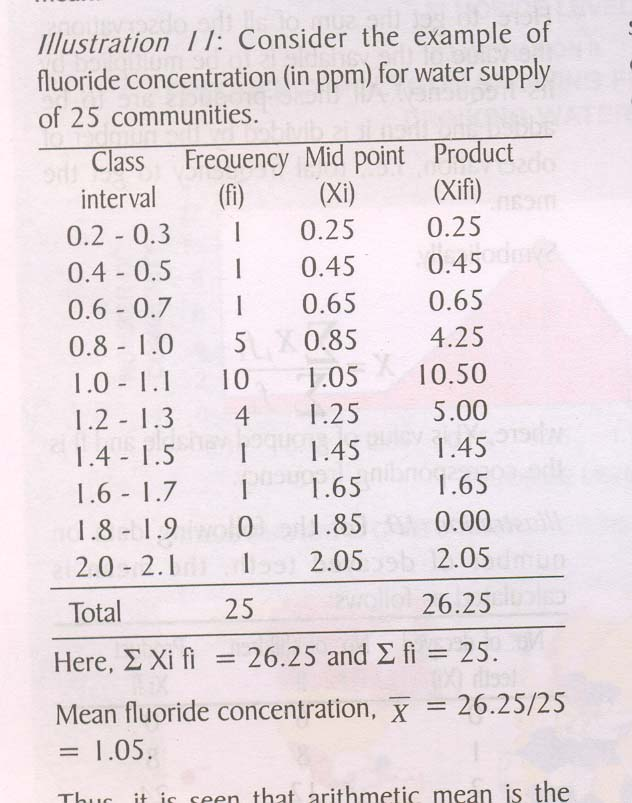 Illustration 11: Consider the example of
fluoride concentration (in ppm) for water supply
of 25 communities.
Class Frequency Mid point Product
interval (fi) (Xi) (Xifi)
0.2 - 0.3 1 0.25 0.25
0.4 - 0.5 1 0.45 0.45
0.6 - 0.7 1 0.65 0.65
0.8 - 1.0 5 0.85 4.25
1.0 - 1.1 10 1.05 10.50
1.2 - 1.3 4 1.25 5.00
1.4 - 1.5 1 1.45 1.45
1.6 - 1.7 1 1.65 1.65
1.8 - 1.9 0 1.85 0.00
2.0 - 2.1 1 2.05 2.05
Total 25 26.25
Here, Σ Xi fi = 26.25 and Σ fi = 25.
Mean fluoride concentration, x̅ = 26.25/25
= 1.05.
Thus, it is seen that arithmetic mean is the